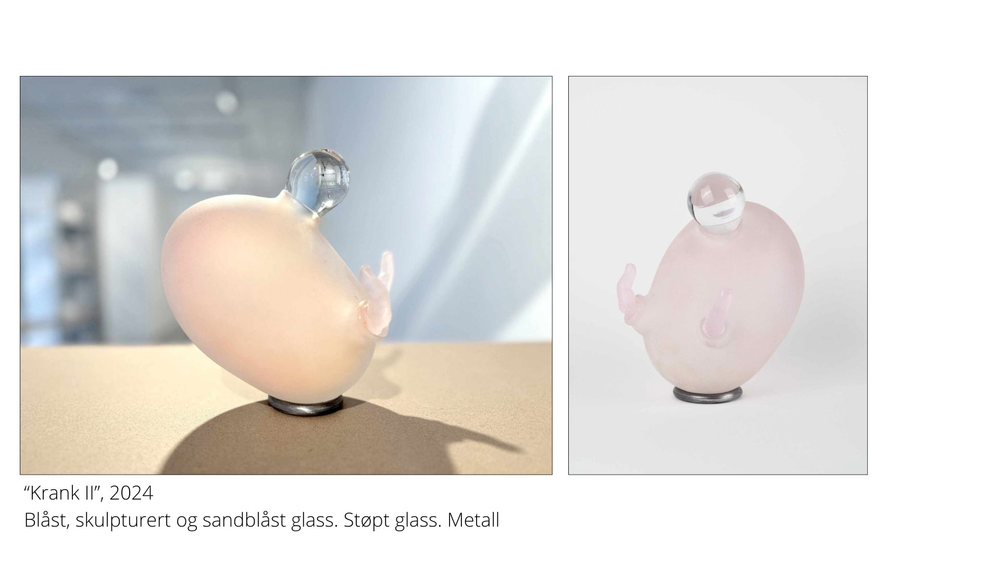 “Krank II”, 2024
Blåst, skulpturert og sandblåst glass. Støpt glass. Metall